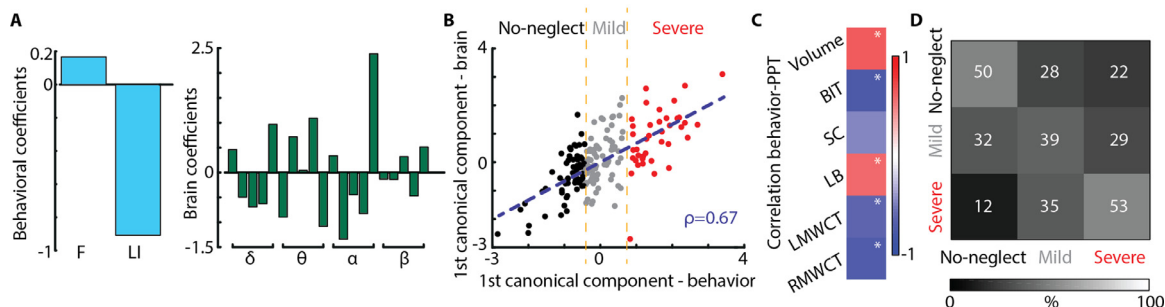 A
Behavioral coefficients
0.2
0
-1
F LI
Brain coefficients
2.5
0
-1.5
δ θ α β
B
No-neglect Mild Severe
1st canonical component - brain
4
0
-3
-3 0 4
1st canonical component - behavior
ρ=0.67
C
Correlation behavior-PPT
Volume *
BIT *
SC
LB *
LMWCT *
RMWCT *
1
-1
D
No-neglect 50 28 22
Mild 32 39 29
Severe 12 35 53
No-neglect Mild Severe
0 % 100